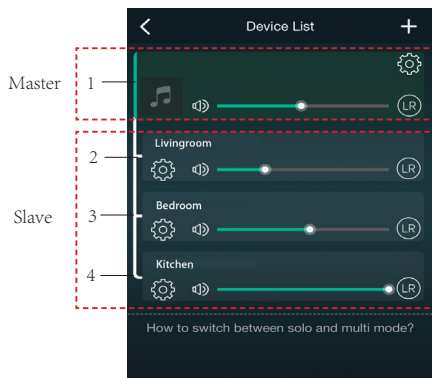 Device List
Master
1
LR
2
Livingroom
LR
Slave
3
Bedroom
LR
4
Kitchen
LR
How to switch between solo and multi mode?